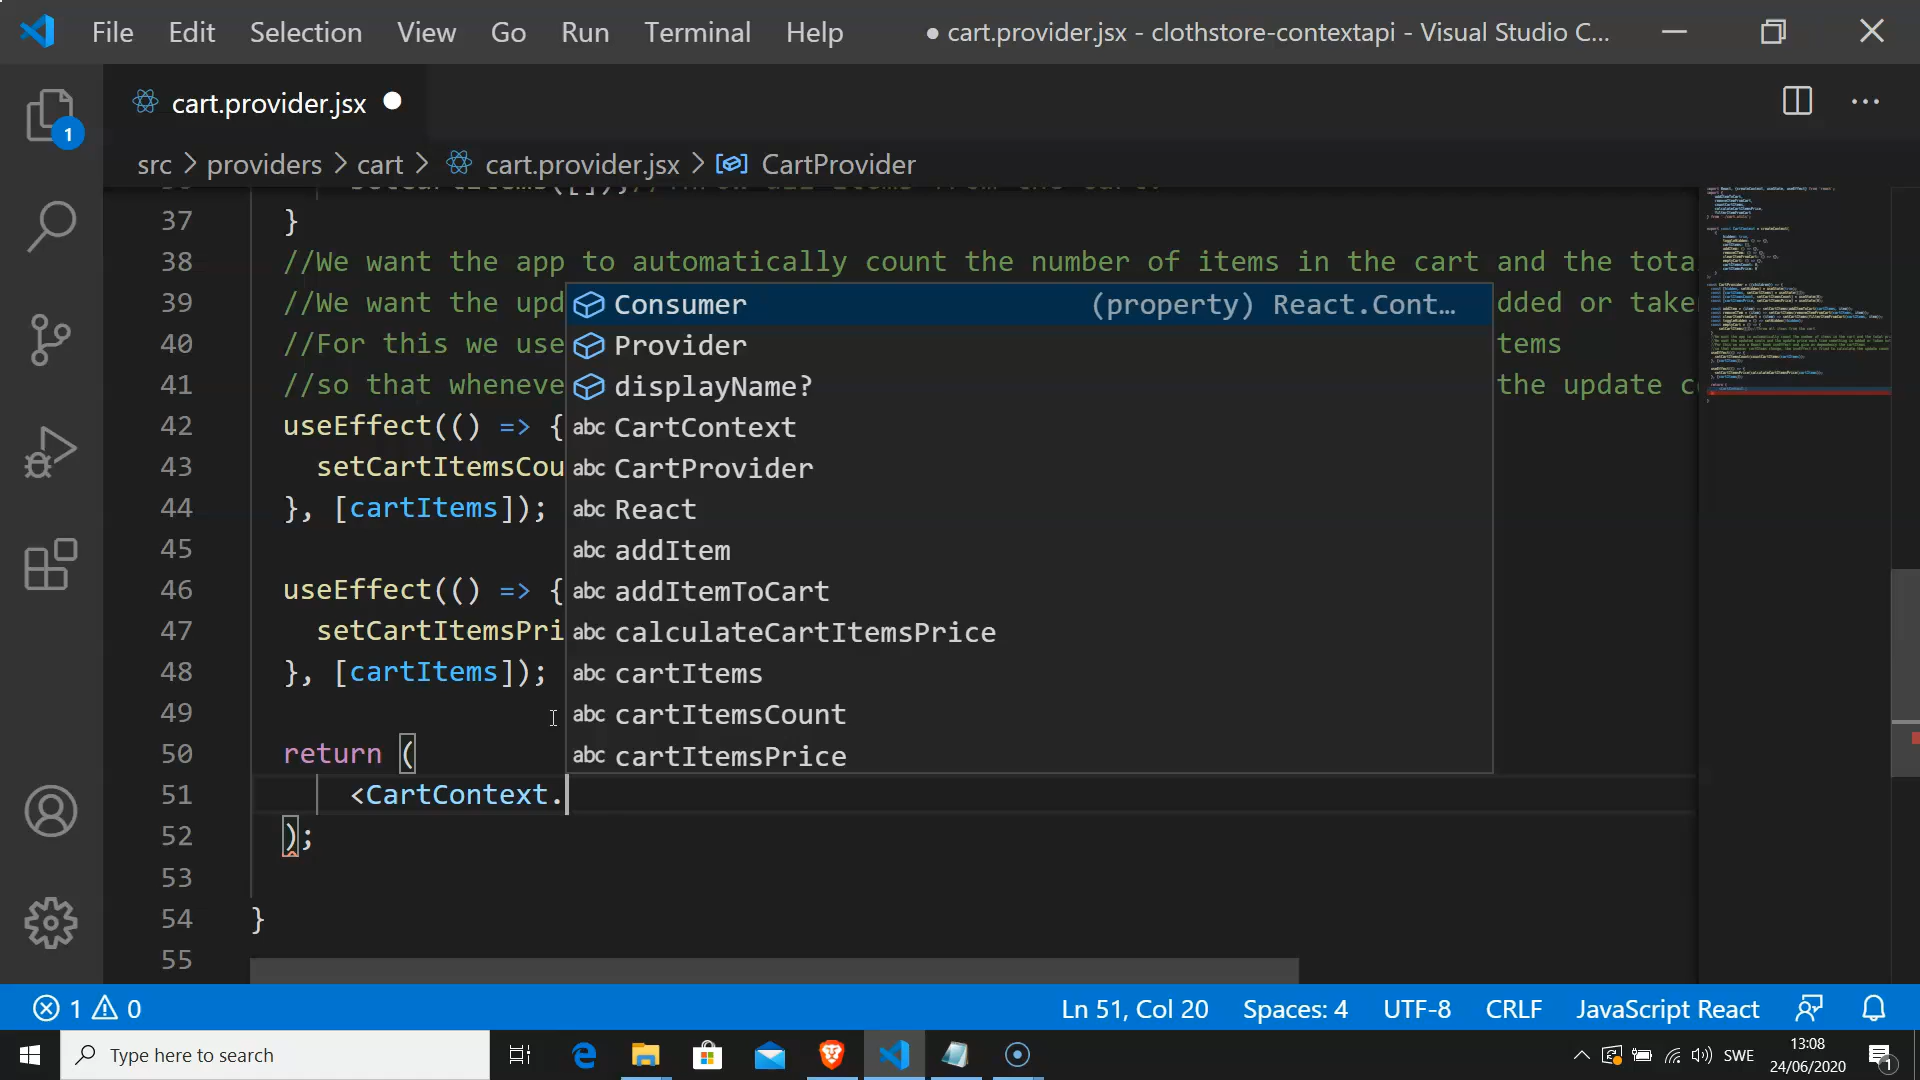 File Edit Selection View Go Run Terminal Help ● cart.provider.jsx - clothstore-contextapi - Visual Studio C...
cart.provider.jsx
1
src > providers > cart > cart.provider.jsx > CartProvider
37 }
38 //We want the app to automatically count the number of items in the cart and the tota
39 //We want the upd dded or take
40 //For this we use tems
41 //so that wheneve the update c
42 useEffect(() => {
43 setCartItemsCou
44 }, [cartItems]);
45
46 useEffect(() => {
47 setCartItemsPri
48 }, [cartItems]);
49
50 return (
51 <CartContext.
52 );
53
54 }
55
Consumer (property) React.Cont...
Provider
displayName?
abc CartContext
abc CartProvider
abc React
abc addItem
abc addItemToCart
abc calculateCartItemsPrice
abc cartItems
abc cartItemsCount
abc cartItemsPrice
1 0 Ln 51, Col 20 Spaces: 4 UTF-8 CRLF JavaScript React
Type here to search
SWE
13:08
24/06/2020
1